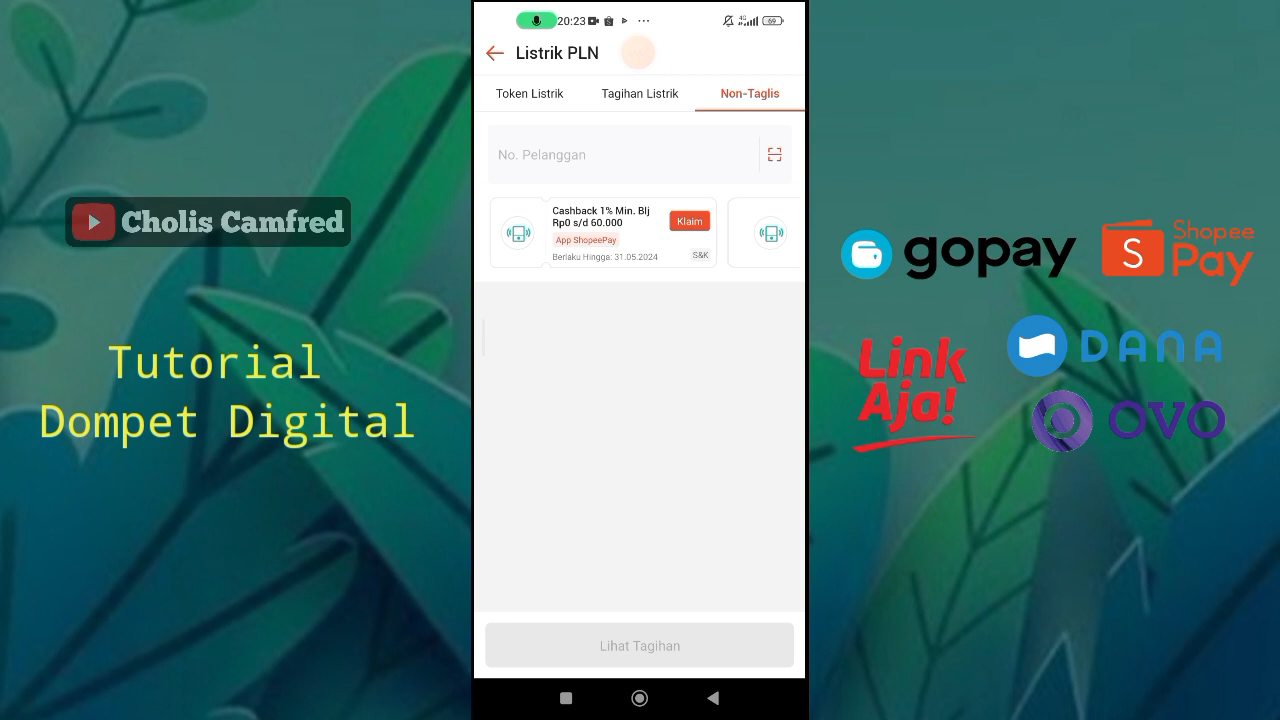 20:23
4G
69
Listrik PLN
Token Listrik
Tagihan Listrik
Non-Taglis
No. Pelanggan
Cashback 1% Min. Blj
Rp0 s/d 60.000
Klaim
App ShopeePay
Berlaku Hingga: 31.05.2024
S&K
Lihat Tagihan
Cholis Camfred
Tutorial
Dompet Digital
gopay
S
Shopee
Pay
Link
Aja!
DANA
OVO